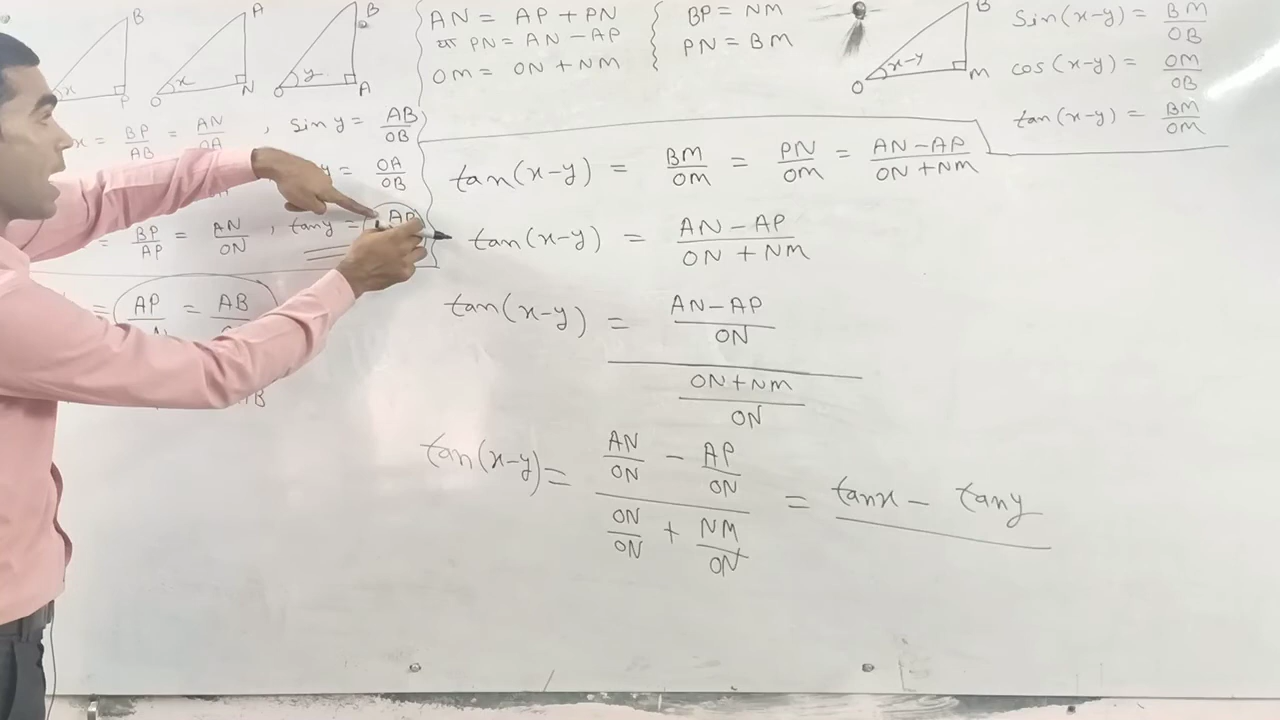 B A B
x P O x N O y A
x = BP/AB = AN/OA , sin y = AB/OB
y = OA/OB
= BP/AP = AN/ON , tan y = AP
= AP = AB
B
AN = AP + PN
या PN = AN − AP
OM = ON + NM
BP = NM
PN = BM
B
O x−y M
sin(x−y) = BM/OB
cos(x−y) = OM/OB
tan(x−y) = BM/OM
tan(x−y) = BM/OM = PN/OM = AN−AP/ON+NM
tan(x−y) = AN−AP/ON + NM
tan(x−y) = AN−AP/ON / ON+NM/ON
tan(x−y) = AN/ON − AP/ON / ON/ON + NM/ON = tanx − tany